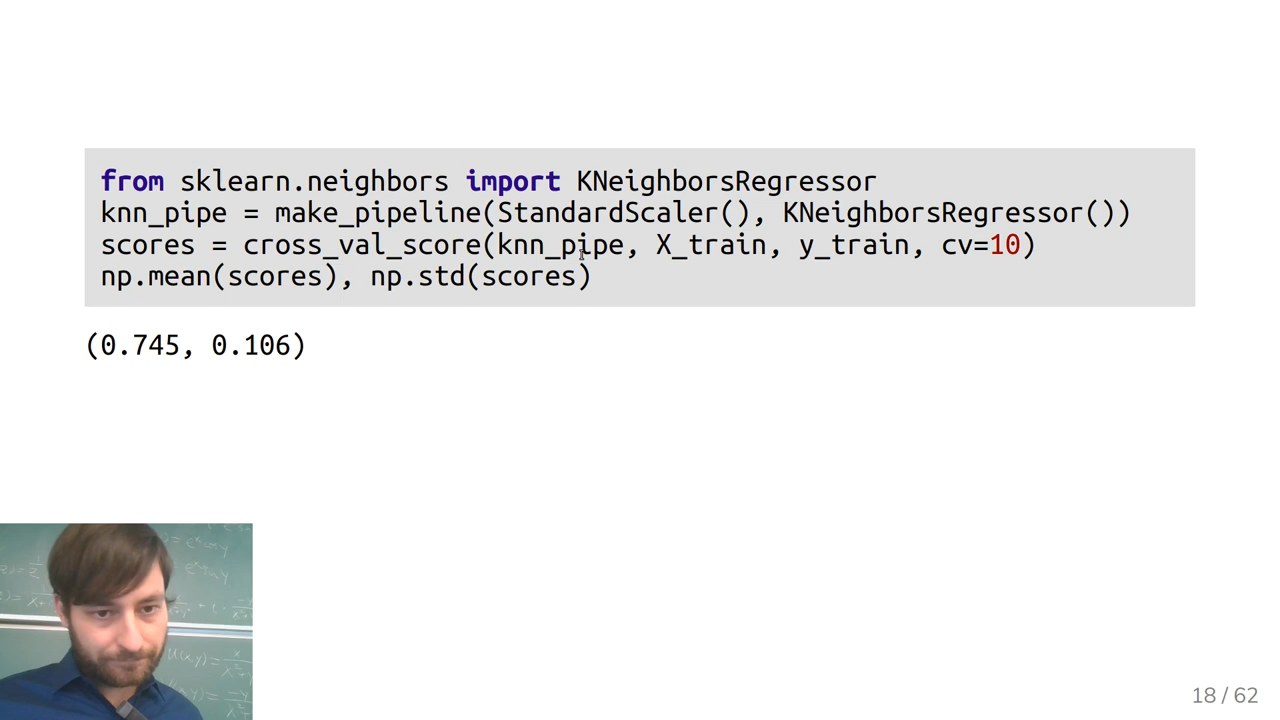 from sklearn.neighbors import KNeighborsRegressor
knn_pipe = make_pipeline(StandardScaler(), KNeighborsRegressor())
scores = cross_val_score(knn_pipe, X_train, y_train, cv=10)
np.mean(scores), np.std(scores)
(0.745, 0.106)
18 / 62